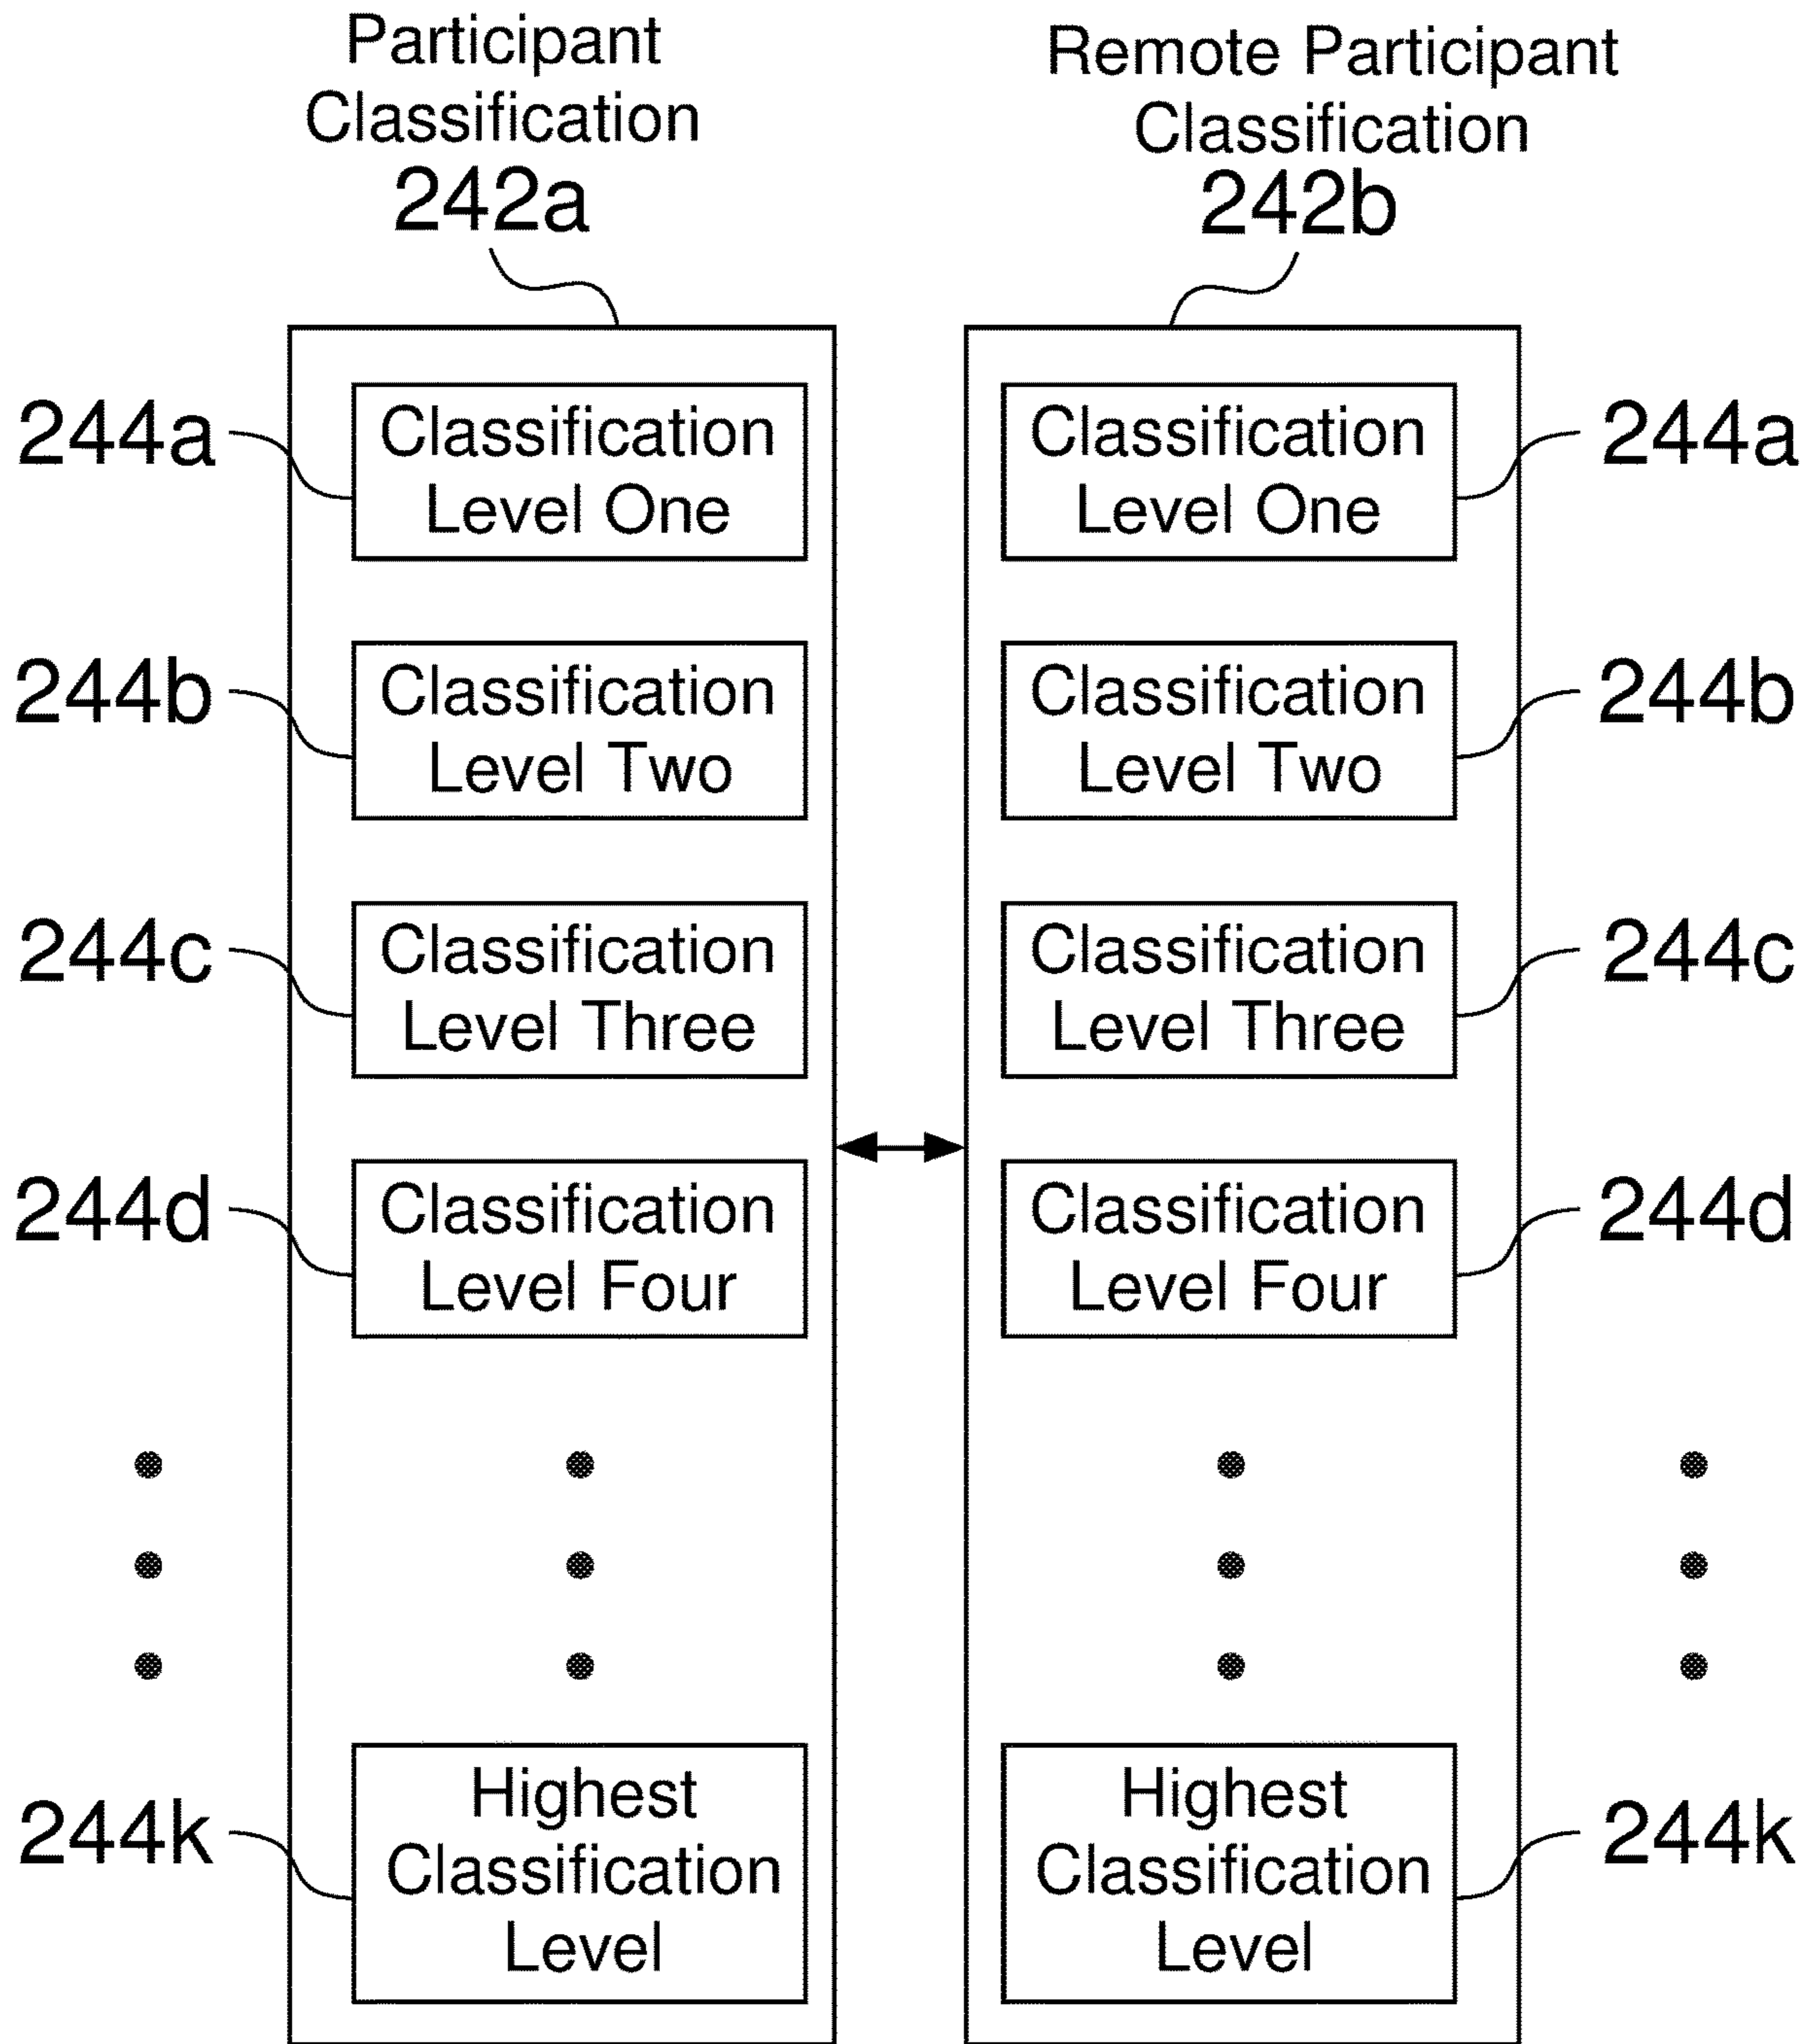 Participant
Classification
242a
Remote Participant
Classification
242b
244a
Classification
Level One
Classification
Level One
244a
244b
Classification
Level Two
Classification
Level Two
244b
244c
Classification
Level Three
Classification
Level Three
244c
244d
Classification
Level Four
Classification
Level Four
244d
244k
Highest
Classification
Level
Highest
Classification
Level
244k